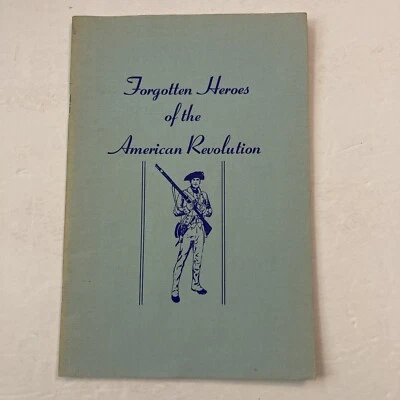 Forgotten Heroes
of the
American Revolution